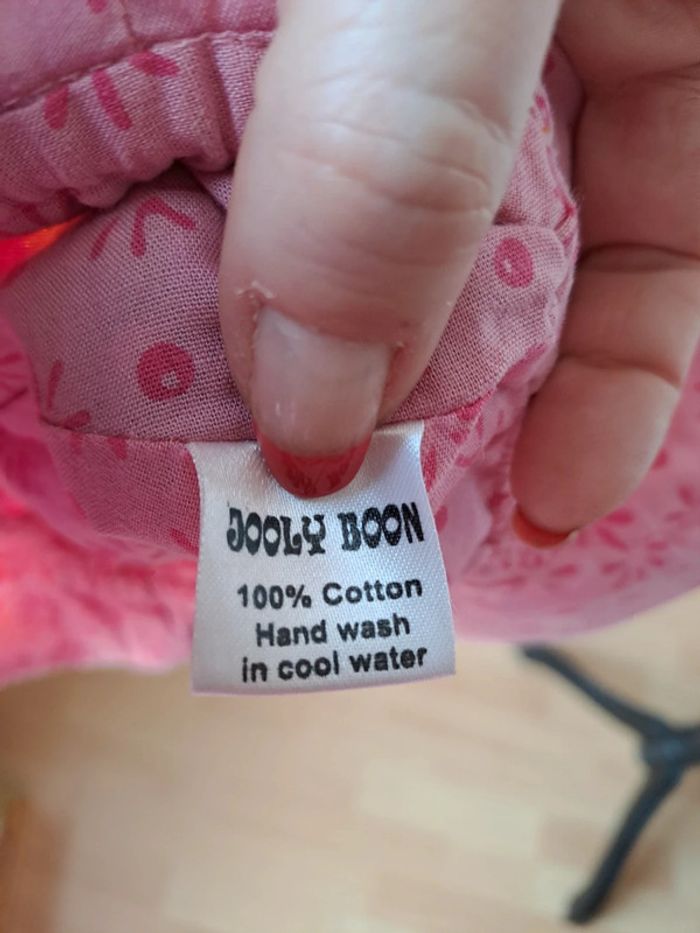 JOOLY BOON
100% Cotton
Hand wash
in cool water